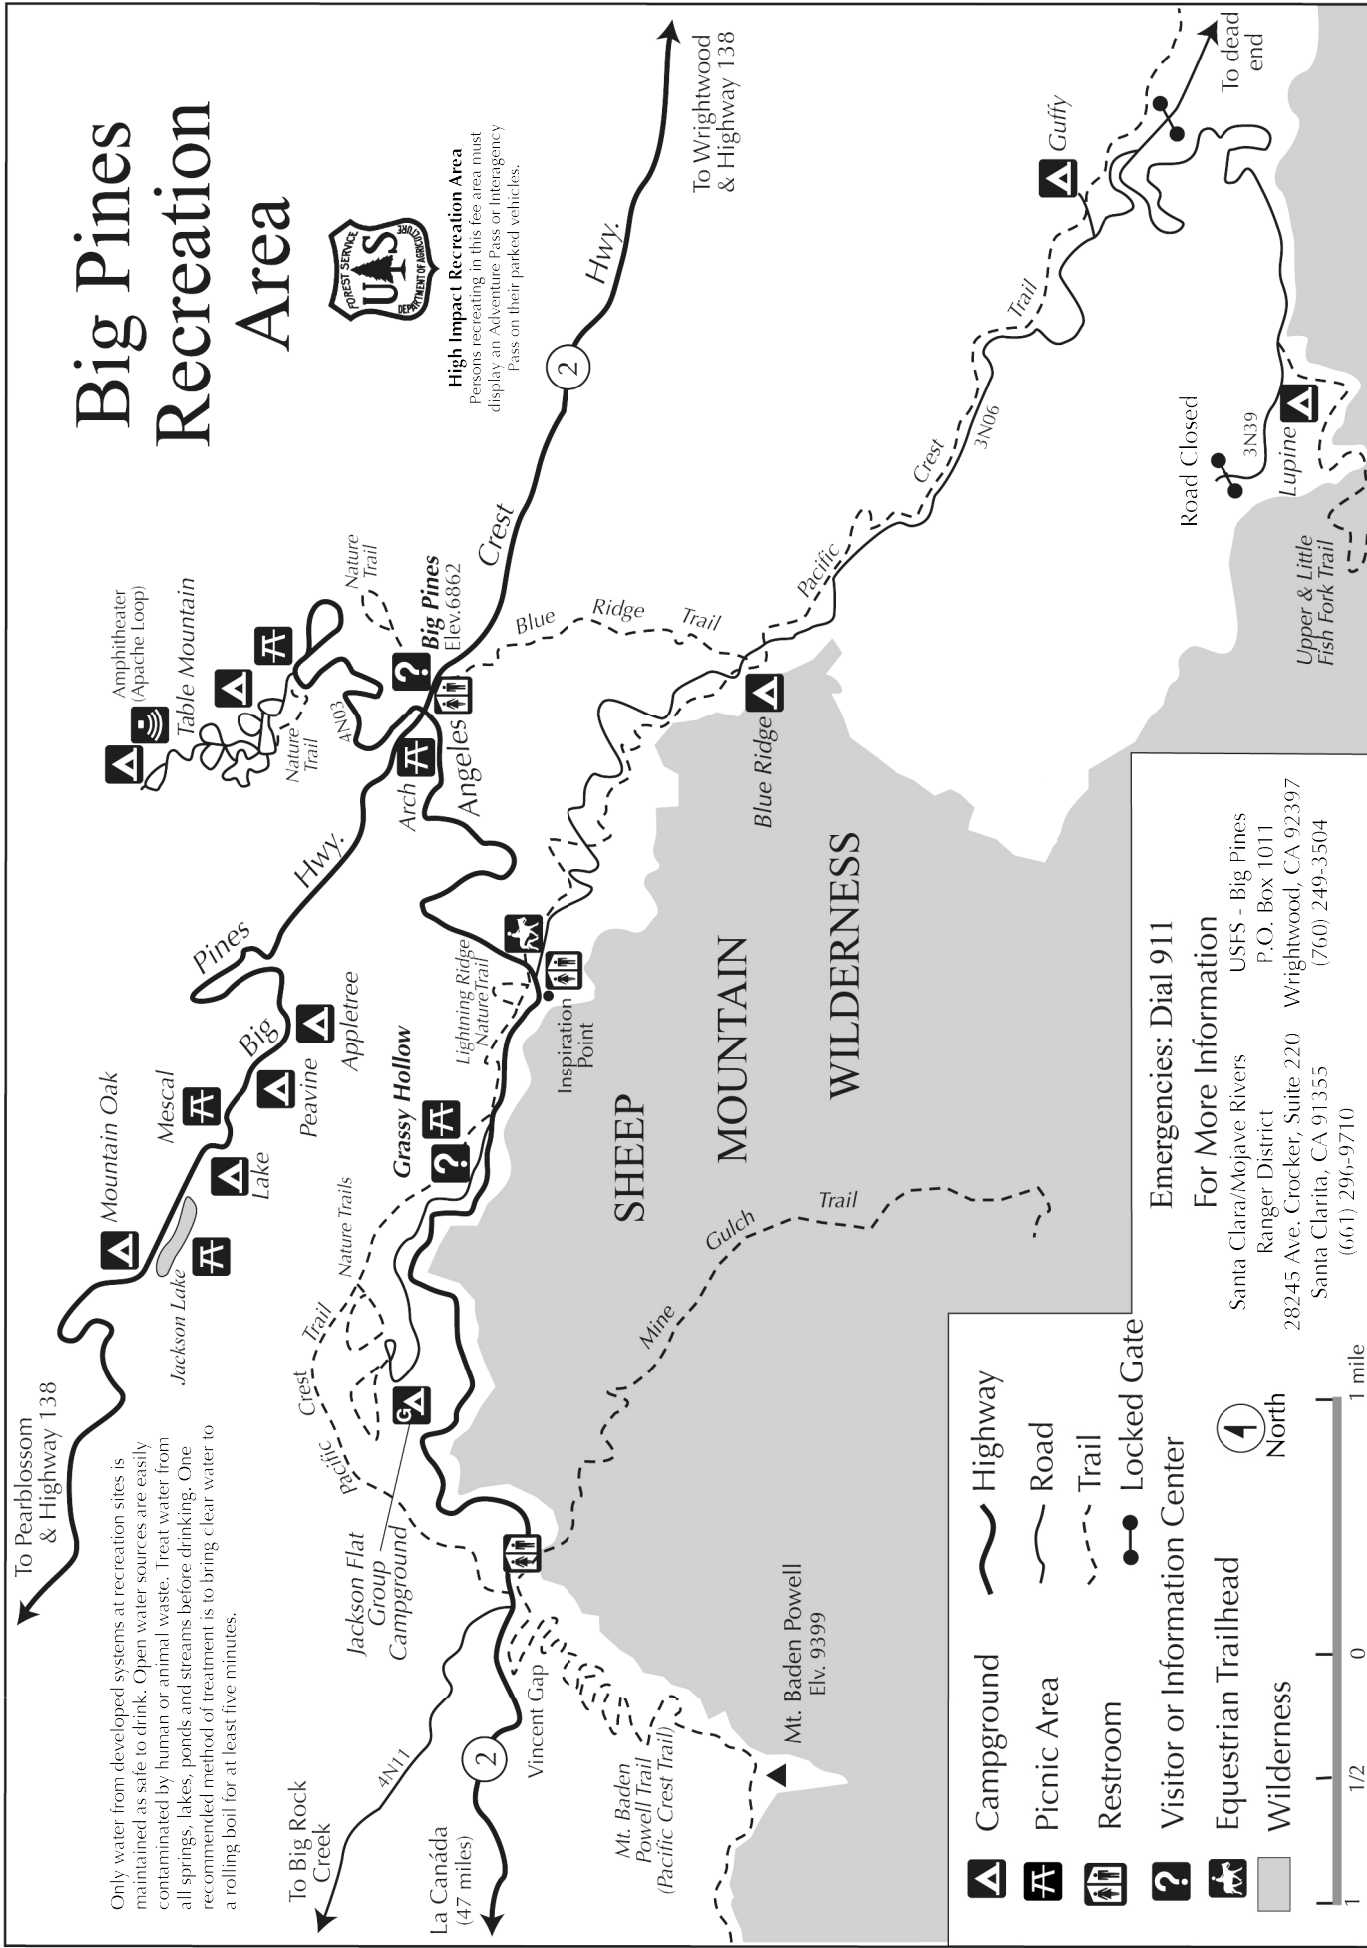 Big Pines
Recreation
Area
FOREST SERVICE
U S
DEPARTMENT OF AGRICULTURE
High Impact Recreation Area
Persons recreating in this fee area must
display an Adventure Pass or Interagency
Pass on their parked vehicles.
To Pearblossom
& Highway 138
Only water from developed systems at recreation sites is
maintained as safe to drink. Open water sources are easily
contaminated by human or animal waste. Treat water from
all springs, lakes, ponds and streams before drinking. One
recommended method of treatment is to bring clear water to
a rolling boil for at least five minutes.
Mountain Oak
Mescal
Jackson Lake
Lake
Peavine
Appletree
Big
Pines
Hwy.
Amphitheater
(Apache Loop)
Table Mountain
Nature
Trail
4N03
Nature
Trail
Big Pines
Elev.6862
Arch
Angeles
Crest
Hwy.
2
To Wrightwood
& Highway 138
Blue
Ridge
Trail
To Big Rock
Creek
4N11
La Canáda
(47 miles)
2
Vincent Gap
Jackson Flat
Group
Campground
G
Pacific
Crest
Trail
Nature Trails
Grassy Hollow
Lightning Ridge
Nature Trail
Inspiration
Point
Blue Ridge
Pacific
Crest
Trail
3N06
Guffy
To dead
end
Road Closed
3N39
Lupine
Upper & Little
Fish Fork Trail
SHEEP
MOUNTAIN
WILDERNESS
Mine
Gulch
Trail
Mt. Baden
Powell Trail
(Pacific Crest Trail)
Mt. Baden Powell
Elv. 9399
Campground
Picnic Area
Restroom
Visitor or Information Center
Equestrian Trailhead
Wilderness
Highway
Road
Trail
Locked Gate
North
1
1/2
0
1 mile
Emergencies: Dial 911
For More Information
Santa Clara/Mojave Rivers
Ranger District
28245 Ave. Crocker, Suite 220
Santa Clarita, CA 91355
(661) 296-9710
USFS - Big Pines
P.O. Box 1011
Wrightwood, CA 92397
(760) 249-3504